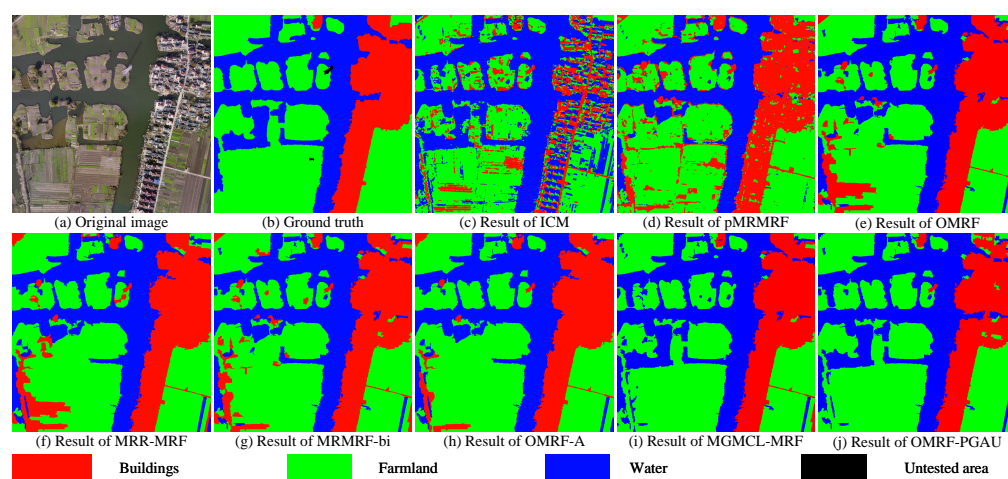 (a) Original image (b) Ground truth (c) Result of ICM (d) Result of pMRMRF (e) Result of OMRF
(f) Result of MRR-MRF (g) Result of MRMRF-bi (h) Result of OMRF-A (i) Result of MGMCL-MRF (j) Result of OMRF-PGAU
Buildings Farmland Water Untested area